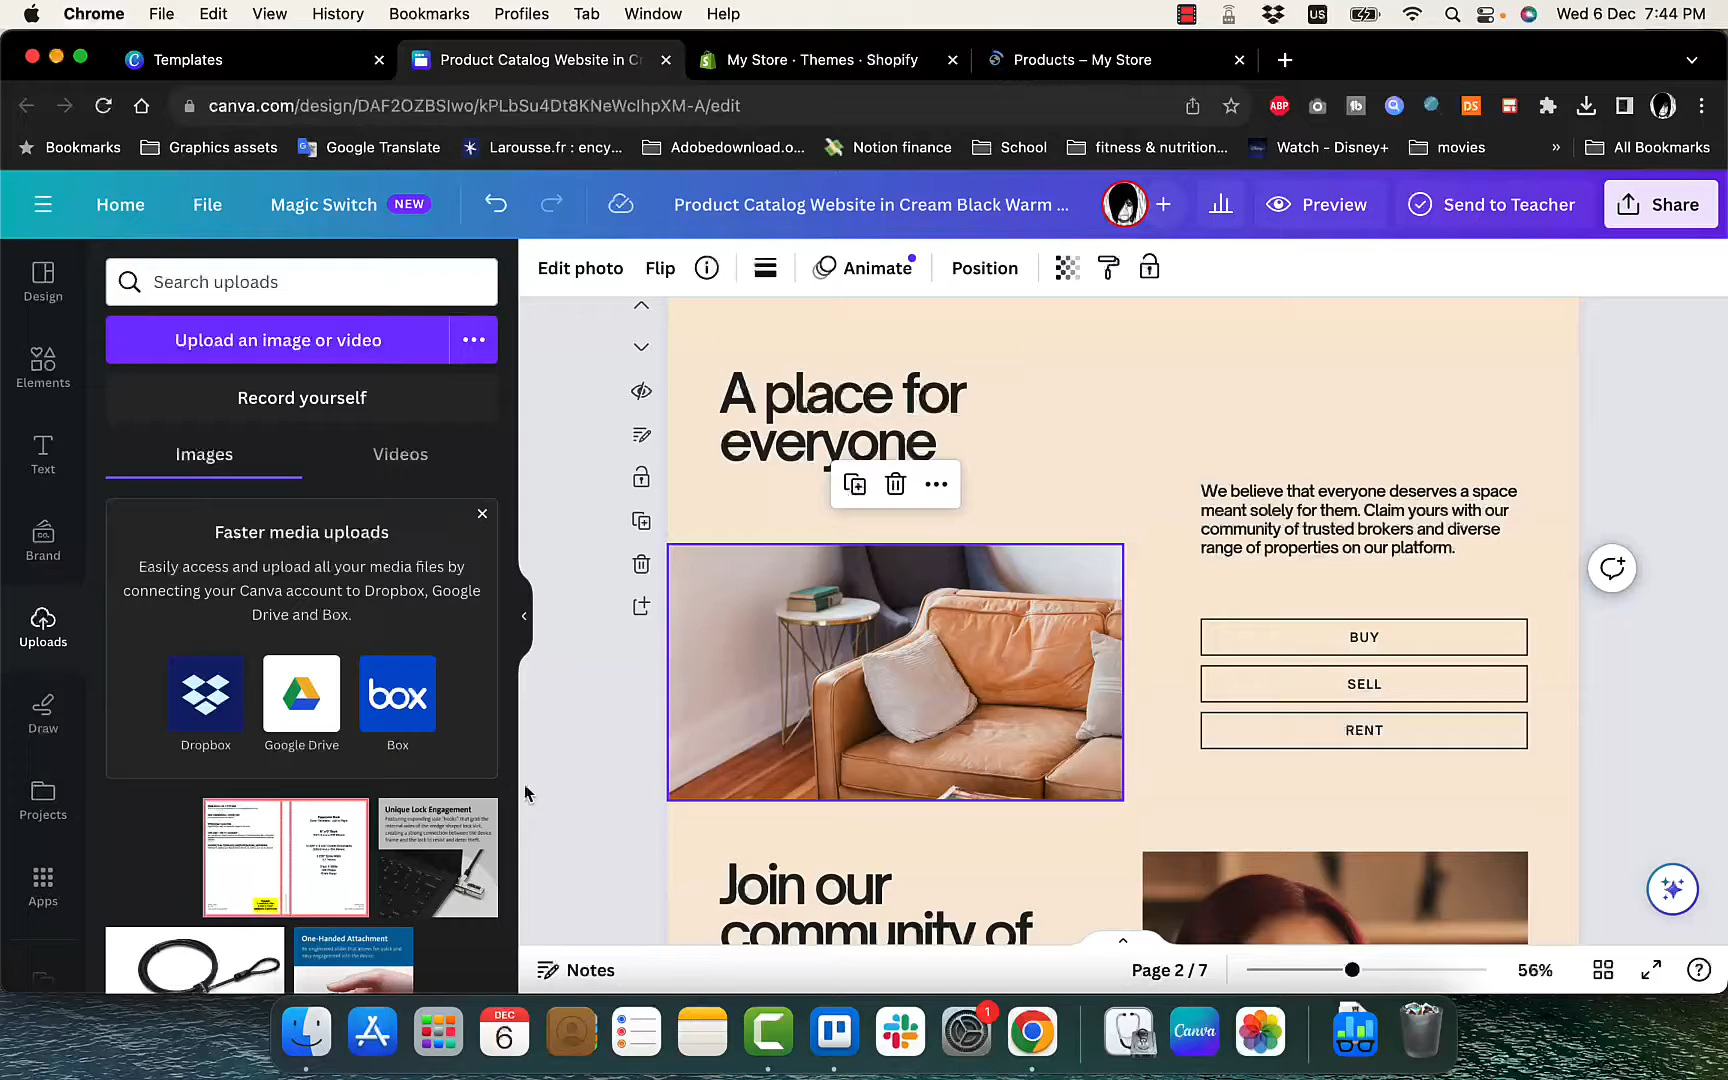 Chrome File Edit View History Bookmarks Profiles Tab Window Help US Wed 6 Dec 7:44 PM
Templates Product Catalog Website in C My Store · Themes · Shopify Products – My Store
canva.com/design/DAF2OZBSIwo/kPLbSu4Dt8KNeWcIhpXM-A/edit ABP DS
Bookmarks Graphics assets Google Translate Larousse.fr : ency... Adobedownload.o... Notion finance School fitness & nutrition... Watch - Disney+ movies » All Bookmarks
Home File Magic Switch NEW Product Catalog Website in Cream Black Warm ... Preview Send to Teacher Share
Design
Elements
Text
Brand
Uploads
Draw
Projects
Apps
Search uploads
Upload an image or video
Record yourself
Images Videos
Faster media uploads
Easily access and upload all your media files by
connecting your Canva account to Dropbox, Google
Drive and Box.
box
Dropbox Google Drive Box
Unique Lock Engagement
One-Handed Attachment
Edit photo Flip Animate Position
A place for
everyone
We believe that everyone deserves a space
meant solely for them. Claim yours with our
community of trusted brokers and diverse
range of properties on our platform.
BUY
SELL
RENT
Join our
community of
Notes Page 2 / 7 56%
DEC
6
1
Canva